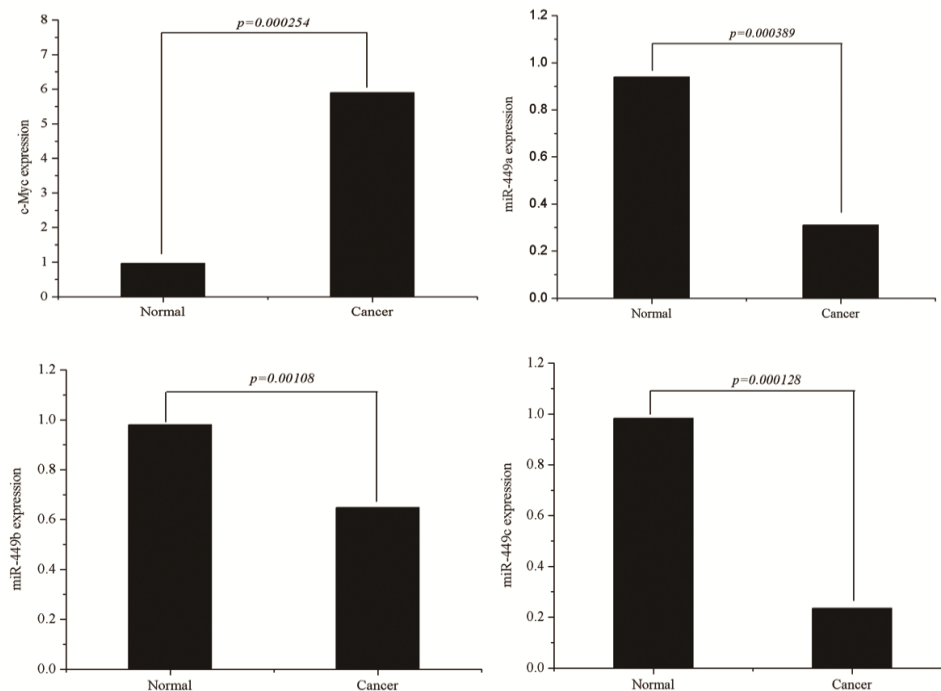 p=0.000254
c-Myc expression
8
7
6
5
4
3
2
1
0
Normal Cancer
p=0.000389
miR-449a expression
1.2
1.0
0.8
0.6
0.4
0.2
0.0
Normal Cancer
p=0.00108
miR-449b expression
1.2
1.0
0.8
0.6
0.4
0.2
0.0
Normal Cancer
p=0.000128
miR-449c expression
1.2
1.0
0.8
0.6
0.4
0.2
0.0
Normal Cancer